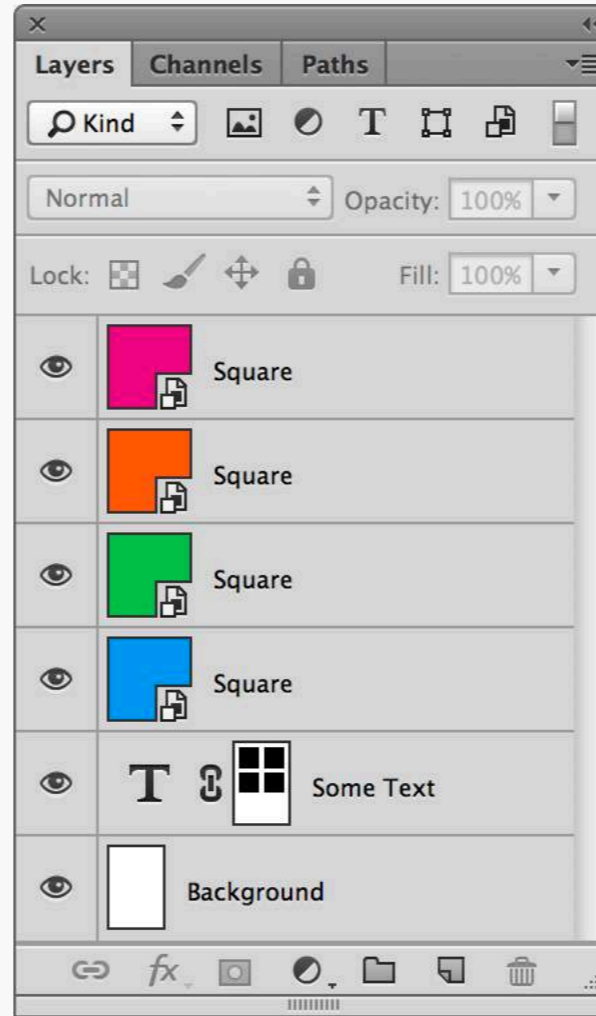 Layers Channels Paths
Kind T
Normal Opacity: 100%
Lock: Fill: 100%
Square
Square
Square
Square
T Some Text
Background
fx